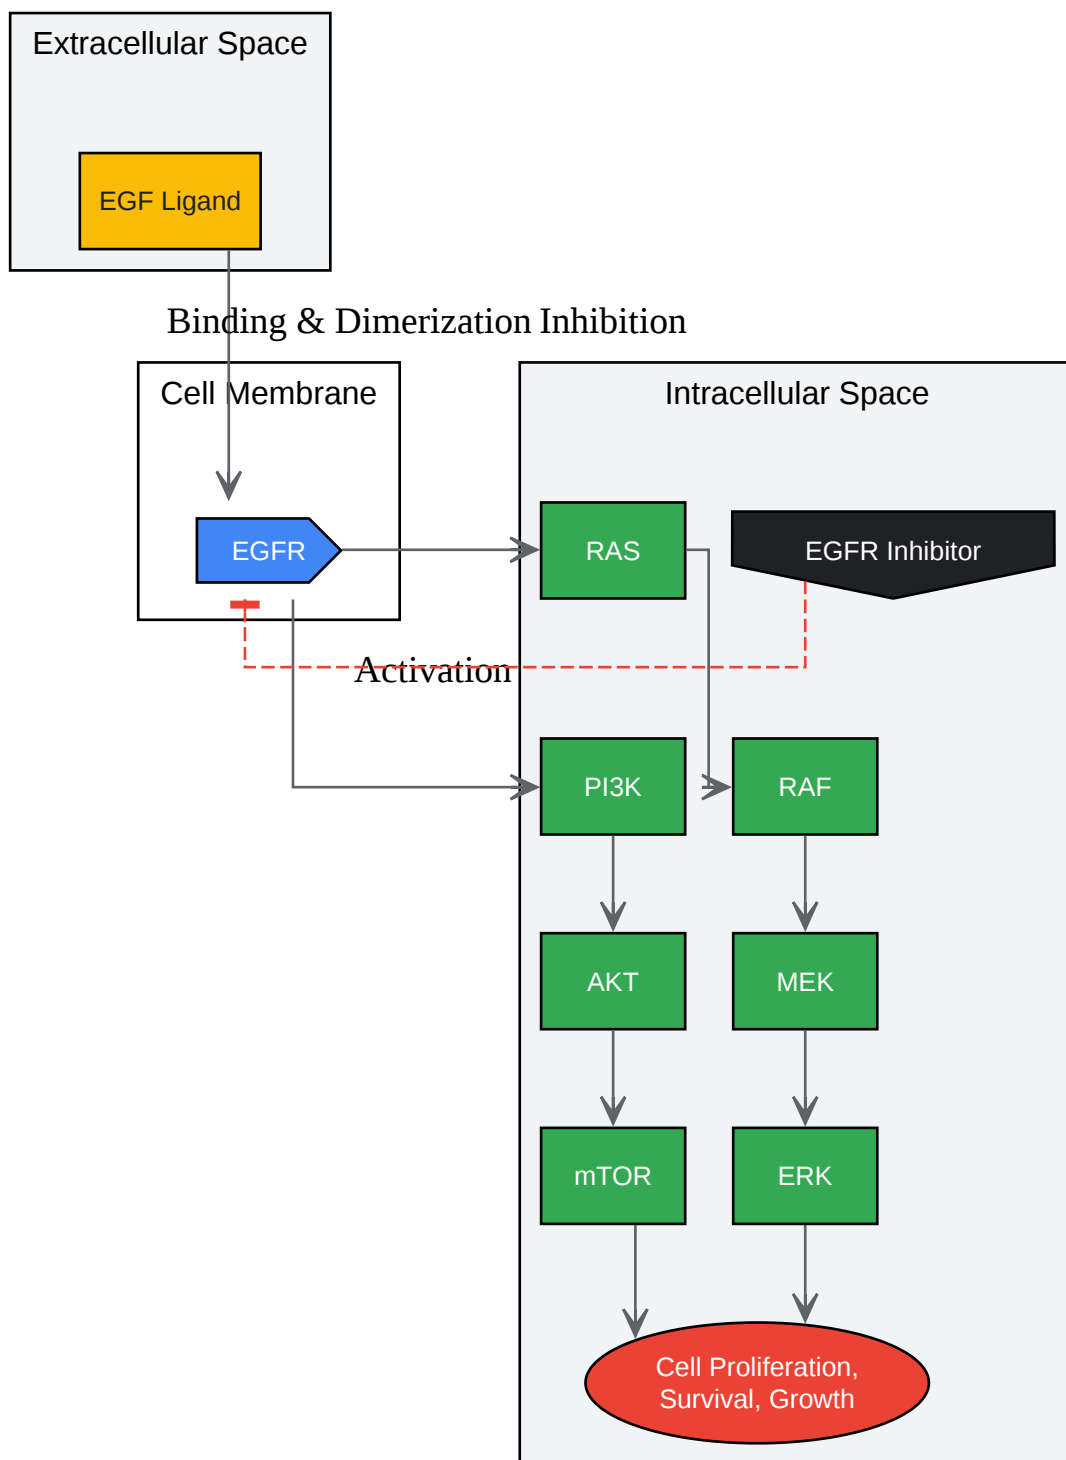 Extracellular Space
EGF Ligand
Binding & Dimerization Inhibition
Cell Membrane
Intracellular Space
EGFR
RAS
EGFR Inhibitor
Activation
PI3K
RAF
AKT
MEK
mTOR
ERK
Cell Proliferation,
Survival, Growth